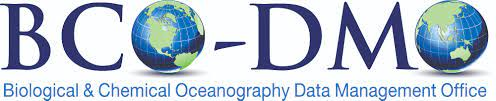 BCO-DMO
Biological & Chemical Oceanography Data Management Office